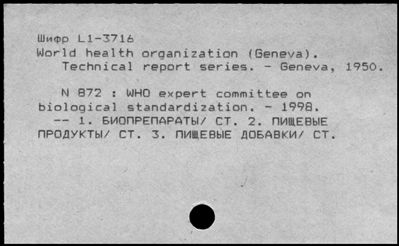 Шифр L1-3716
World health organization (Geneva).
Technical report series. - Geneva, 1950.
N 872 : WHO expert committee on
biological standardization. - 1998.
-- 1. БИОПРЕПАРАТЫ/ СТ. 2. ПИЩЕВЫЕ
ПРОДУКТЫ/ СТ. 3. ПИЩЕВЫЕ ДОБАВКИ/ СТ.